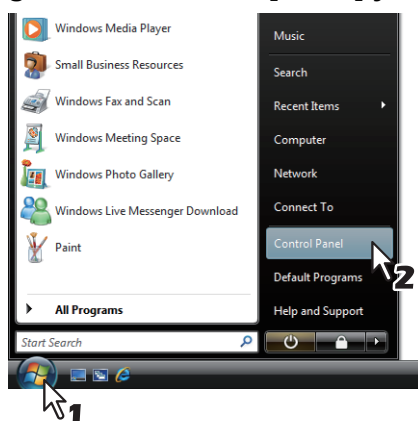 Windows Media Player
Small Business Resources
Windows Fax and Scan
Windows Meeting Space
Windows Photo Gallery
Windows Live Messenger Download
Paint
All Programs
Start Search
Music
Search
Recent Items
Computer
Network
Connect To
Control Panel
2
Default Programs
Help and Support
1